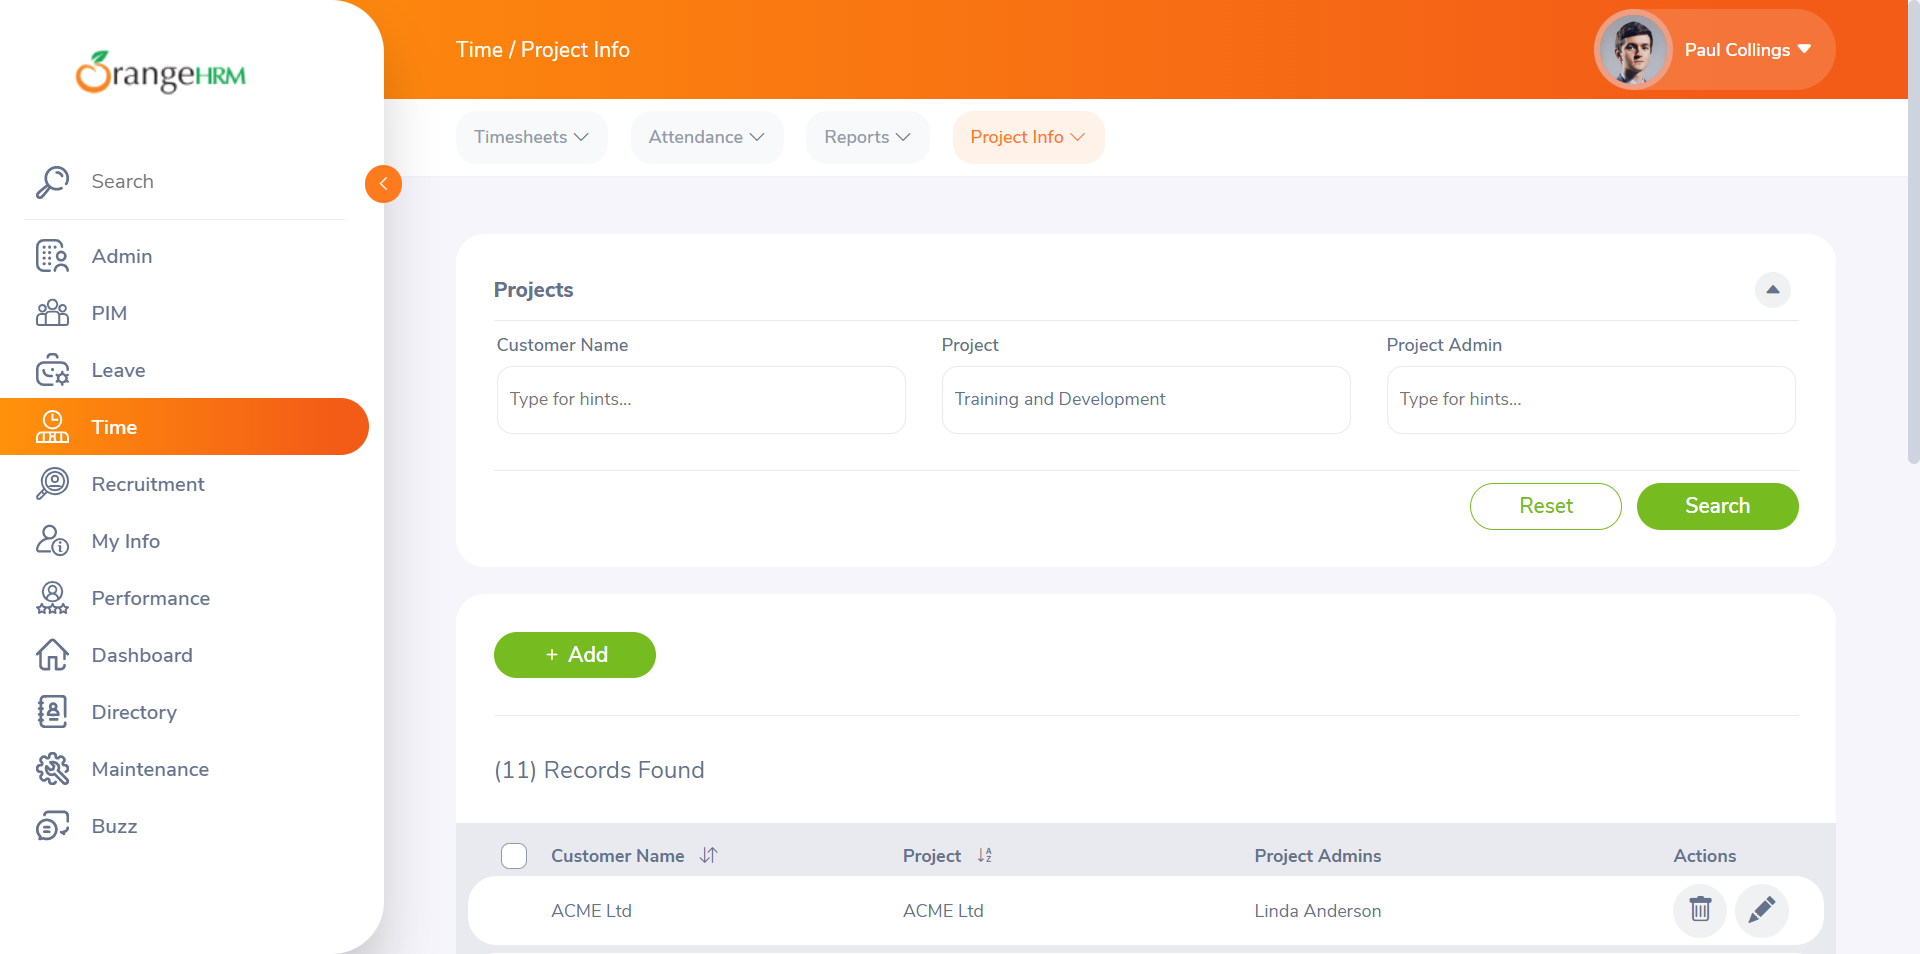 OrangeHRM
Time / Project Info
Paul Collings
Timesheets
Attendance
Reports
Project Info
Search
Admin
PIM
Leave
Time
Recruitment
My Info
Performance
Dashboard
Directory
Maintenance
Buzz
Projects
Customer Name
Project
Project Admin
Type for hints...
Training and Development
Type for hints...
Reset
Search
+ Add
(11) Records Found
Customer Name
Project
Project Admins
Actions
ACME Ltd
ACME Ltd
Linda Anderson